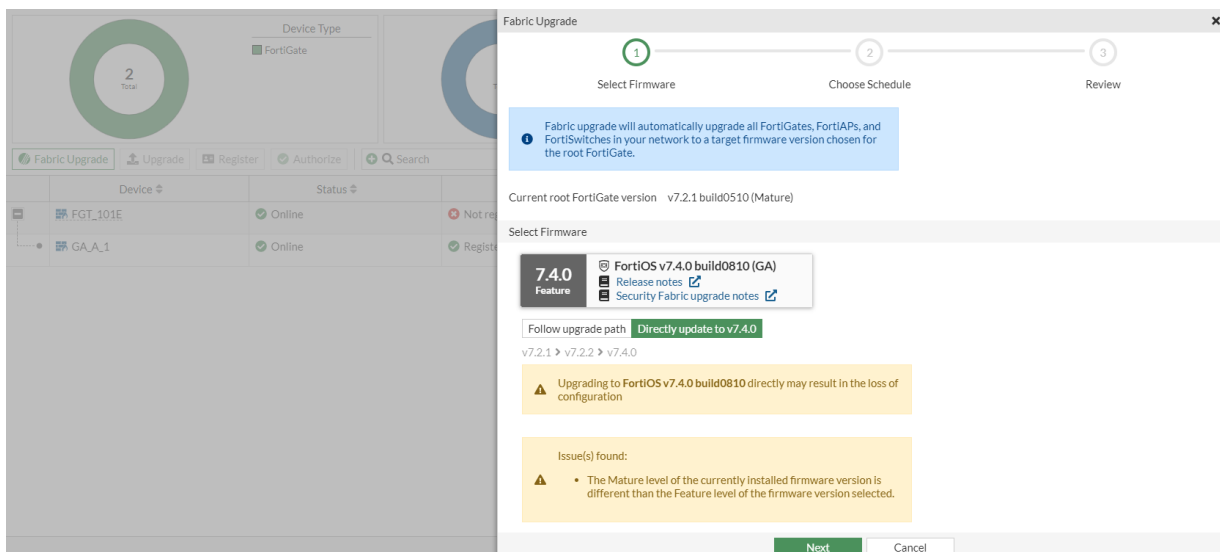 Device Type
FortiGate
2
Total
Fabric Upgrade
Upgrade
Register
Authorize
Search
Device
Status
FGT_101E
Online
Not reg
GA_A_1
Online
Registe
Fabric Upgrade
1
2
3
Select Firmware
Choose Schedule
Review
Fabric upgrade will automatically upgrade all FortiGates, FortiAPs, and
FortiSwitches in your network to a target firmware version chosen for
the root FortiGate.
Current root FortiGate version v7.2.1 build0510 (Mature)
Select Firmware
7.4.0
Feature
FortiOS v7.4.0 build0810 (GA)
Release notes
Security Fabric upgrade notes
Follow upgrade path
Directly update to v7.4.0
v7.2.1 > v7.2.2 > v7.4.0
Upgrading to FortiOS v7.4.0 build0810 directly may result in the loss of
configuration
Issue(s) found:
• The Mature level of the currently installed firmware version is
different than the Feature level of the firmware version selected.
Next
Cancel